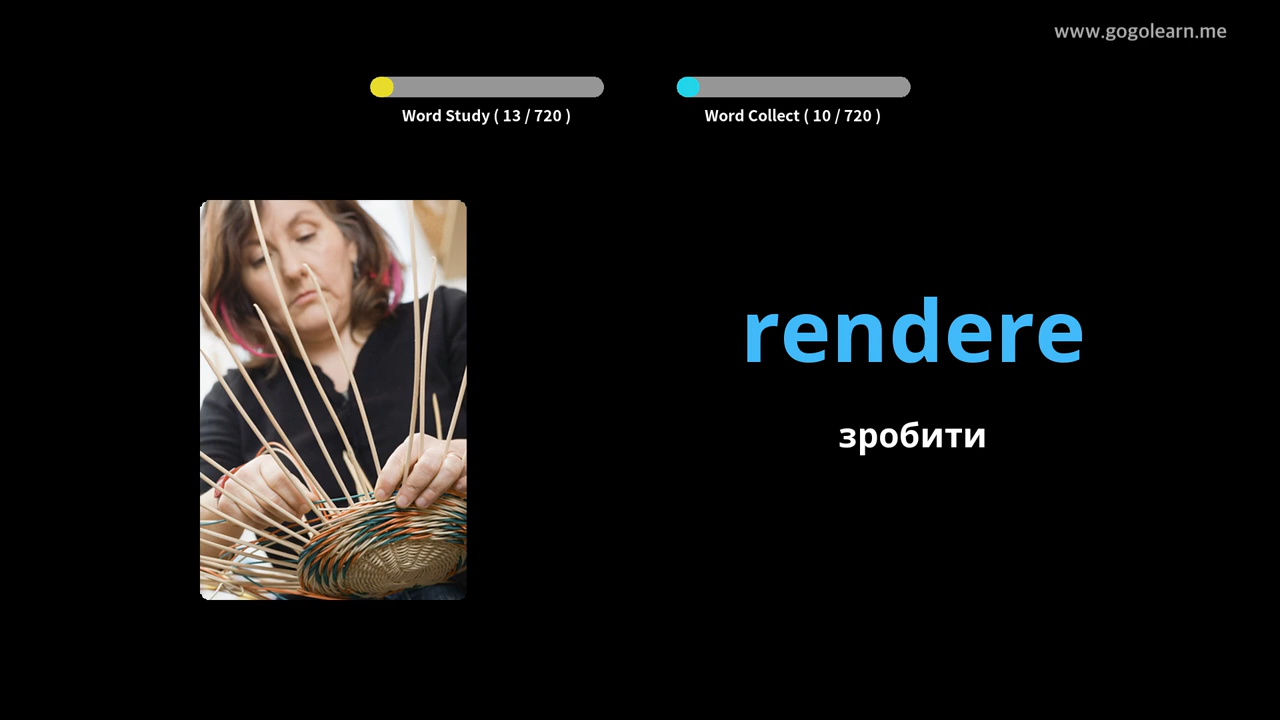 www.gogolearn.me
Word Study ( 13 / 720 )
Word Collect ( 10 / 720 )
rendere
зробити